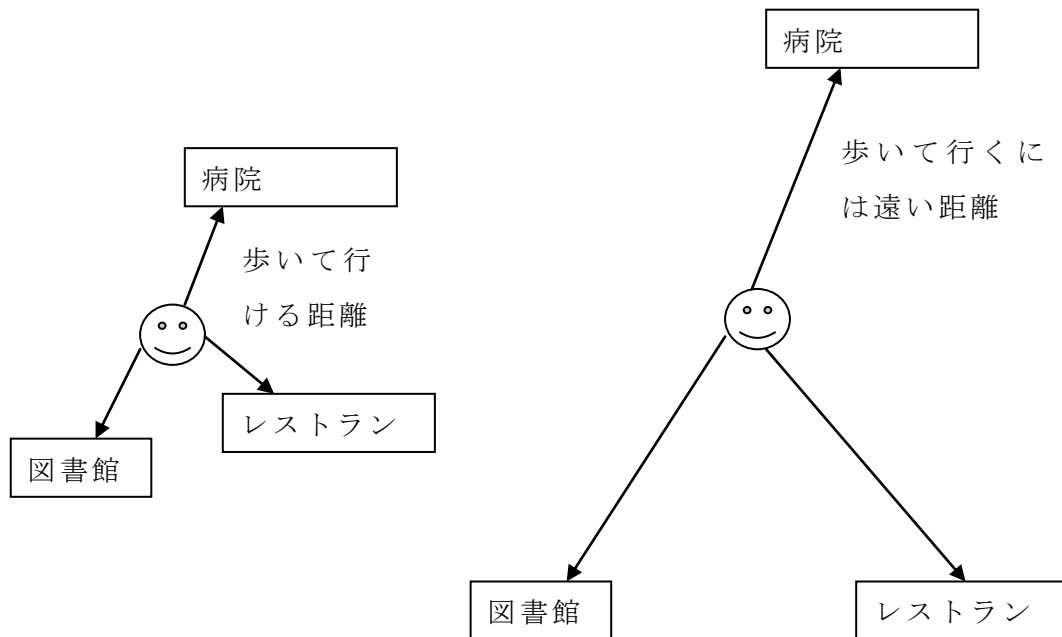 病院
歩いて行
ける距離
レストラン
図書館
病院
歩いて行くに
は遠い距離
図書館
レストラン